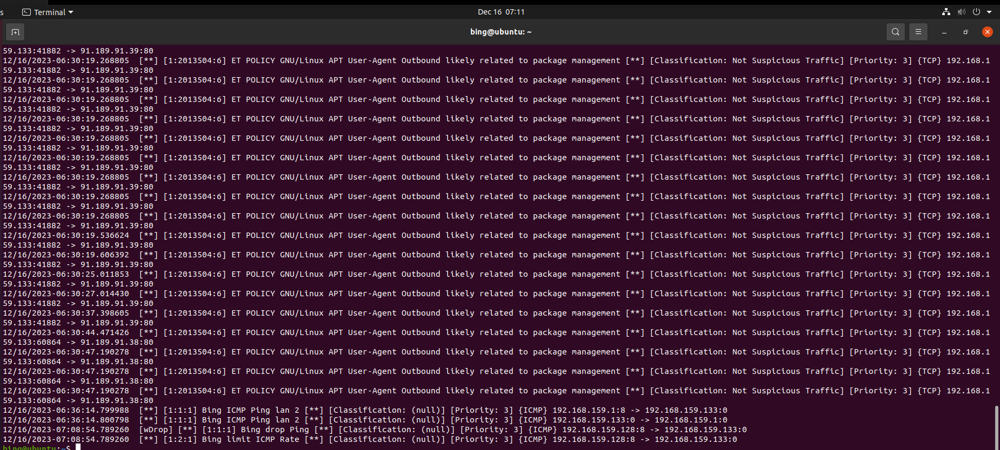 s
Terminal
Dec 16 07:11
bing@ubuntu: ~
59.133:41882 -> 91.189.91.39:80
12/16/2023-06:30:19.268805  [**] [1:2013504:6] ET POLICY GNU/Linux APT User-Agent Outbound likely related to package management [**] [Classification: Not Suspicious Traffic] [Priority: 3] {TCP} 192.168.1
59.133:41882 -> 91.189.91.39:80
12/16/2023-06:30:19.268805  [**] [1:2013504:6] ET POLICY GNU/Linux APT User-Agent Outbound likely related to package management [**] [Classification: Not Suspicious Traffic] [Priority: 3] {TCP} 192.168.1
59.133:41882 -> 91.189.91.39:80
12/16/2023-06:30:19.268805  [**] [1:2013504:6] ET POLICY GNU/Linux APT User-Agent Outbound likely related to package management [**] [Classification: Not Suspicious Traffic] [Priority: 3] {TCP} 192.168.1
59.133:41882 -> 91.189.91.39:80
12/16/2023-06:30:19.268805  [**] [1:2013504:6] ET POLICY GNU/Linux APT User-Agent Outbound likely related to package management [**] [Classification: Not Suspicious Traffic] [Priority: 3] {TCP} 192.168.1
59.133:41882 -> 91.189.91.39:80
12/16/2023-06:30:19.268805  [**] [1:2013504:6] ET POLICY GNU/Linux APT User-Agent Outbound likely related to package management [**] [Classification: Not Suspicious Traffic] [Priority: 3] {TCP} 192.168.1
59.133:41882 -> 91.189.91.39:80
12/16/2023-06:30:19.268805  [**] [1:2013504:6] ET POLICY GNU/Linux APT User-Agent Outbound likely related to package management [**] [Classification: Not Suspicious Traffic] [Priority: 3] {TCP} 192.168.1
59.133:41882 -> 91.189.91.39:80
12/16/2023-06:30:19.268805  [**] [1:2013504:6] ET POLICY GNU/Linux APT User-Agent Outbound likely related to package management [**] [Classification: Not Suspicious Traffic] [Priority: 3] {TCP} 192.168.1
59.133:41882 -> 91.189.91.39:80
12/16/2023-06:30:19.268805  [**] [1:2013504:6] ET POLICY GNU/Linux APT User-Agent Outbound likely related to package management [**] [Classification: Not Suspicious Traffic] [Priority: 3] {TCP} 192.168.1
59.133:41882 -> 91.189.91.39:80
12/16/2023-06:30:19.268805  [**] [1:2013504:6] ET POLICY GNU/Linux APT User-Agent Outbound likely related to package management [**] [Classification: Not Suspicious Traffic] [Priority: 3] {TCP} 192.168.1
59.133:41882 -> 91.189.91.39:80
12/16/2023-06:30:19.536624  [**] [1:2013504:6] ET POLICY GNU/Linux APT User-Agent Outbound likely related to package management [**] [Classification: Not Suspicious Traffic] [Priority: 3] {TCP} 192.168.1
59.133:41882 -> 91.189.91.39:80
12/16/2023-06:30:19.606392  [**] [1:2013504:6] ET POLICY GNU/Linux APT User-Agent Outbound likely related to package management [**] [Classification: Not Suspicious Traffic] [Priority: 3] {TCP} 192.168.1
59.133:41882 -> 91.189.91.39:80
12/16/2023-06:30:25.011853  [**] [1:2013504:6] ET POLICY GNU/Linux APT User-Agent Outbound likely related to package management [**] [Classification: Not Suspicious Traffic] [Priority: 3] {TCP} 192.168.1
59.133:41882 -> 91.189.91.39:80
12/16/2023-06:30:27.014430  [**] [1:2013504:6] ET POLICY GNU/Linux APT User-Agent Outbound likely related to package management [**] [Classification: Not Suspicious Traffic] [Priority: 3] {TCP} 192.168.1
59.133:41882 -> 91.189.91.39:80
12/16/2023-06:30:37.398605  [**] [1:2013504:6] ET POLICY GNU/Linux APT User-Agent Outbound likely related to package management [**] [Classification: Not Suspicious Traffic] [Priority: 3] {TCP} 192.168.1
59.133:41882 -> 91.189.91.39:80
12/16/2023-06:30:44.471426  [**] [1:2013504:6] ET POLICY GNU/Linux APT User-Agent Outbound likely related to package management [**] [Classification: Not Suspicious Traffic] [Priority: 3] {TCP} 192.168.1
59.133:60864 -> 91.189.91.38:80
12/16/2023-06:30:47.190278  [**] [1:2013504:6] ET POLICY GNU/Linux APT User-Agent Outbound likely related to package management [**] [Classification: Not Suspicious Traffic] [Priority: 3] {TCP} 192.168.1
59.133:60864 -> 91.189.91.38:80
12/16/2023-06:30:47.190278  [**] [1:2013504:6] ET POLICY GNU/Linux APT User-Agent Outbound likely related to package management [**] [Classification: Not Suspicious Traffic] [Priority: 3] {TCP} 192.168.1
59.133:60864 -> 91.189.91.38:80
12/16/2023-06:30:47.190278  [**] [1:2013504:6] ET POLICY GNU/Linux APT User-Agent Outbound likely related to package management [**] [Classification: Not Suspicious Traffic] [Priority: 3] {TCP} 192.168.1
59.133:60864 -> 91.189.91.38:80
12/16/2023-06:36:14.799988  [**] [1:1:1] Bing ICMP Ping lan 2 [**] [Classification: (null)] [Priority: 3] {ICMP} 192.168.159.1:8 -> 192.168.159.133:0
12/16/2023-06:36:14.800798  [**] [1:1:1] Bing ICMP Ping lan 2 [**] [Classification: (null)] [Priority: 3] {ICMP} 192.168.159.133:0 -> 192.168.159.1:0
12/16/2023-07:08:54.789260  [wDrop] [**] [1:1:1] Bing drop Ping [**] [Classification: (null)] [Priority: 3] {ICMP} 192.168.159.128:8 -> 192.168.159.133:0
12/16/2023-07:08:54.789260  [**] [1:2:1] Bing limit ICMP Rate [**] [Classification: (null)] [Priority: 3] {ICMP} 192.168.159.128:8 -> 192.168.159.133:0
bing@ubuntu:~$